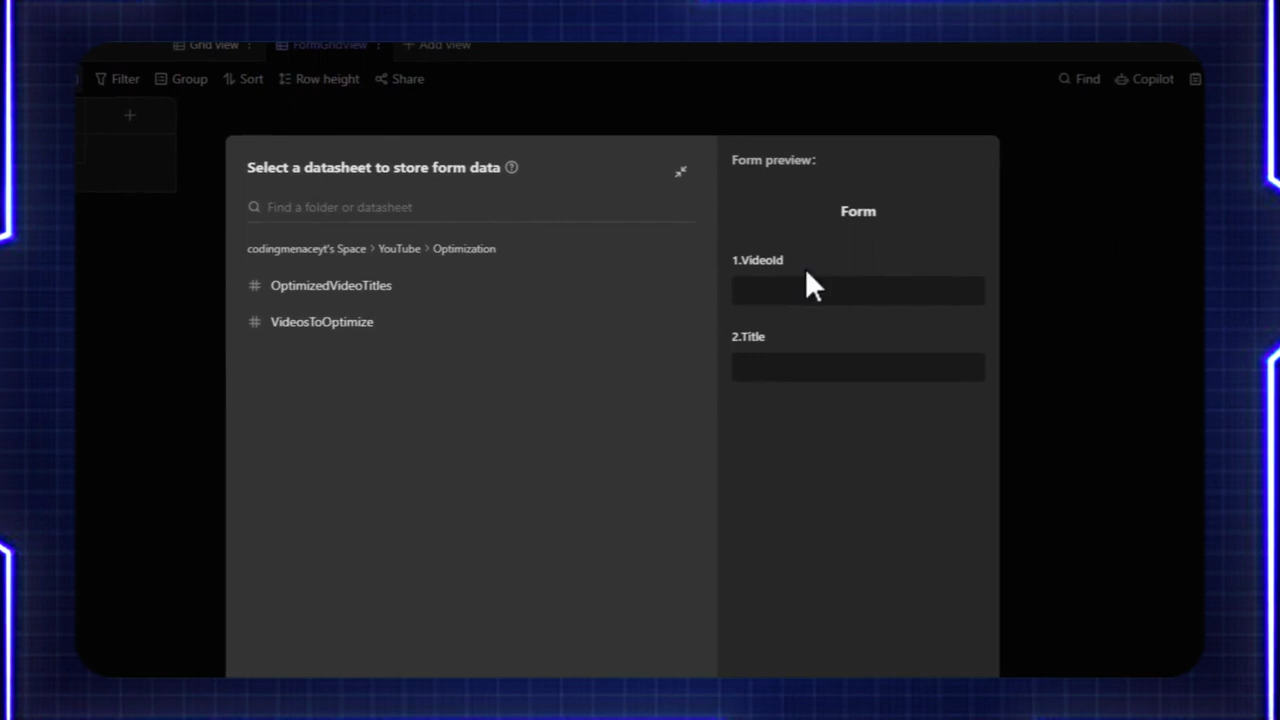 Grid view FormGridView + Add view
Filter Group Sort Row height Share Find Copilot
Select a datasheet to store form data
Form preview:
Find a folder or datasheet
Form
codingmenaceyt's Space > YouTube > Optimization
1.VideoId
OptimizedVideoTitles
VideosToOptimize
2.Title